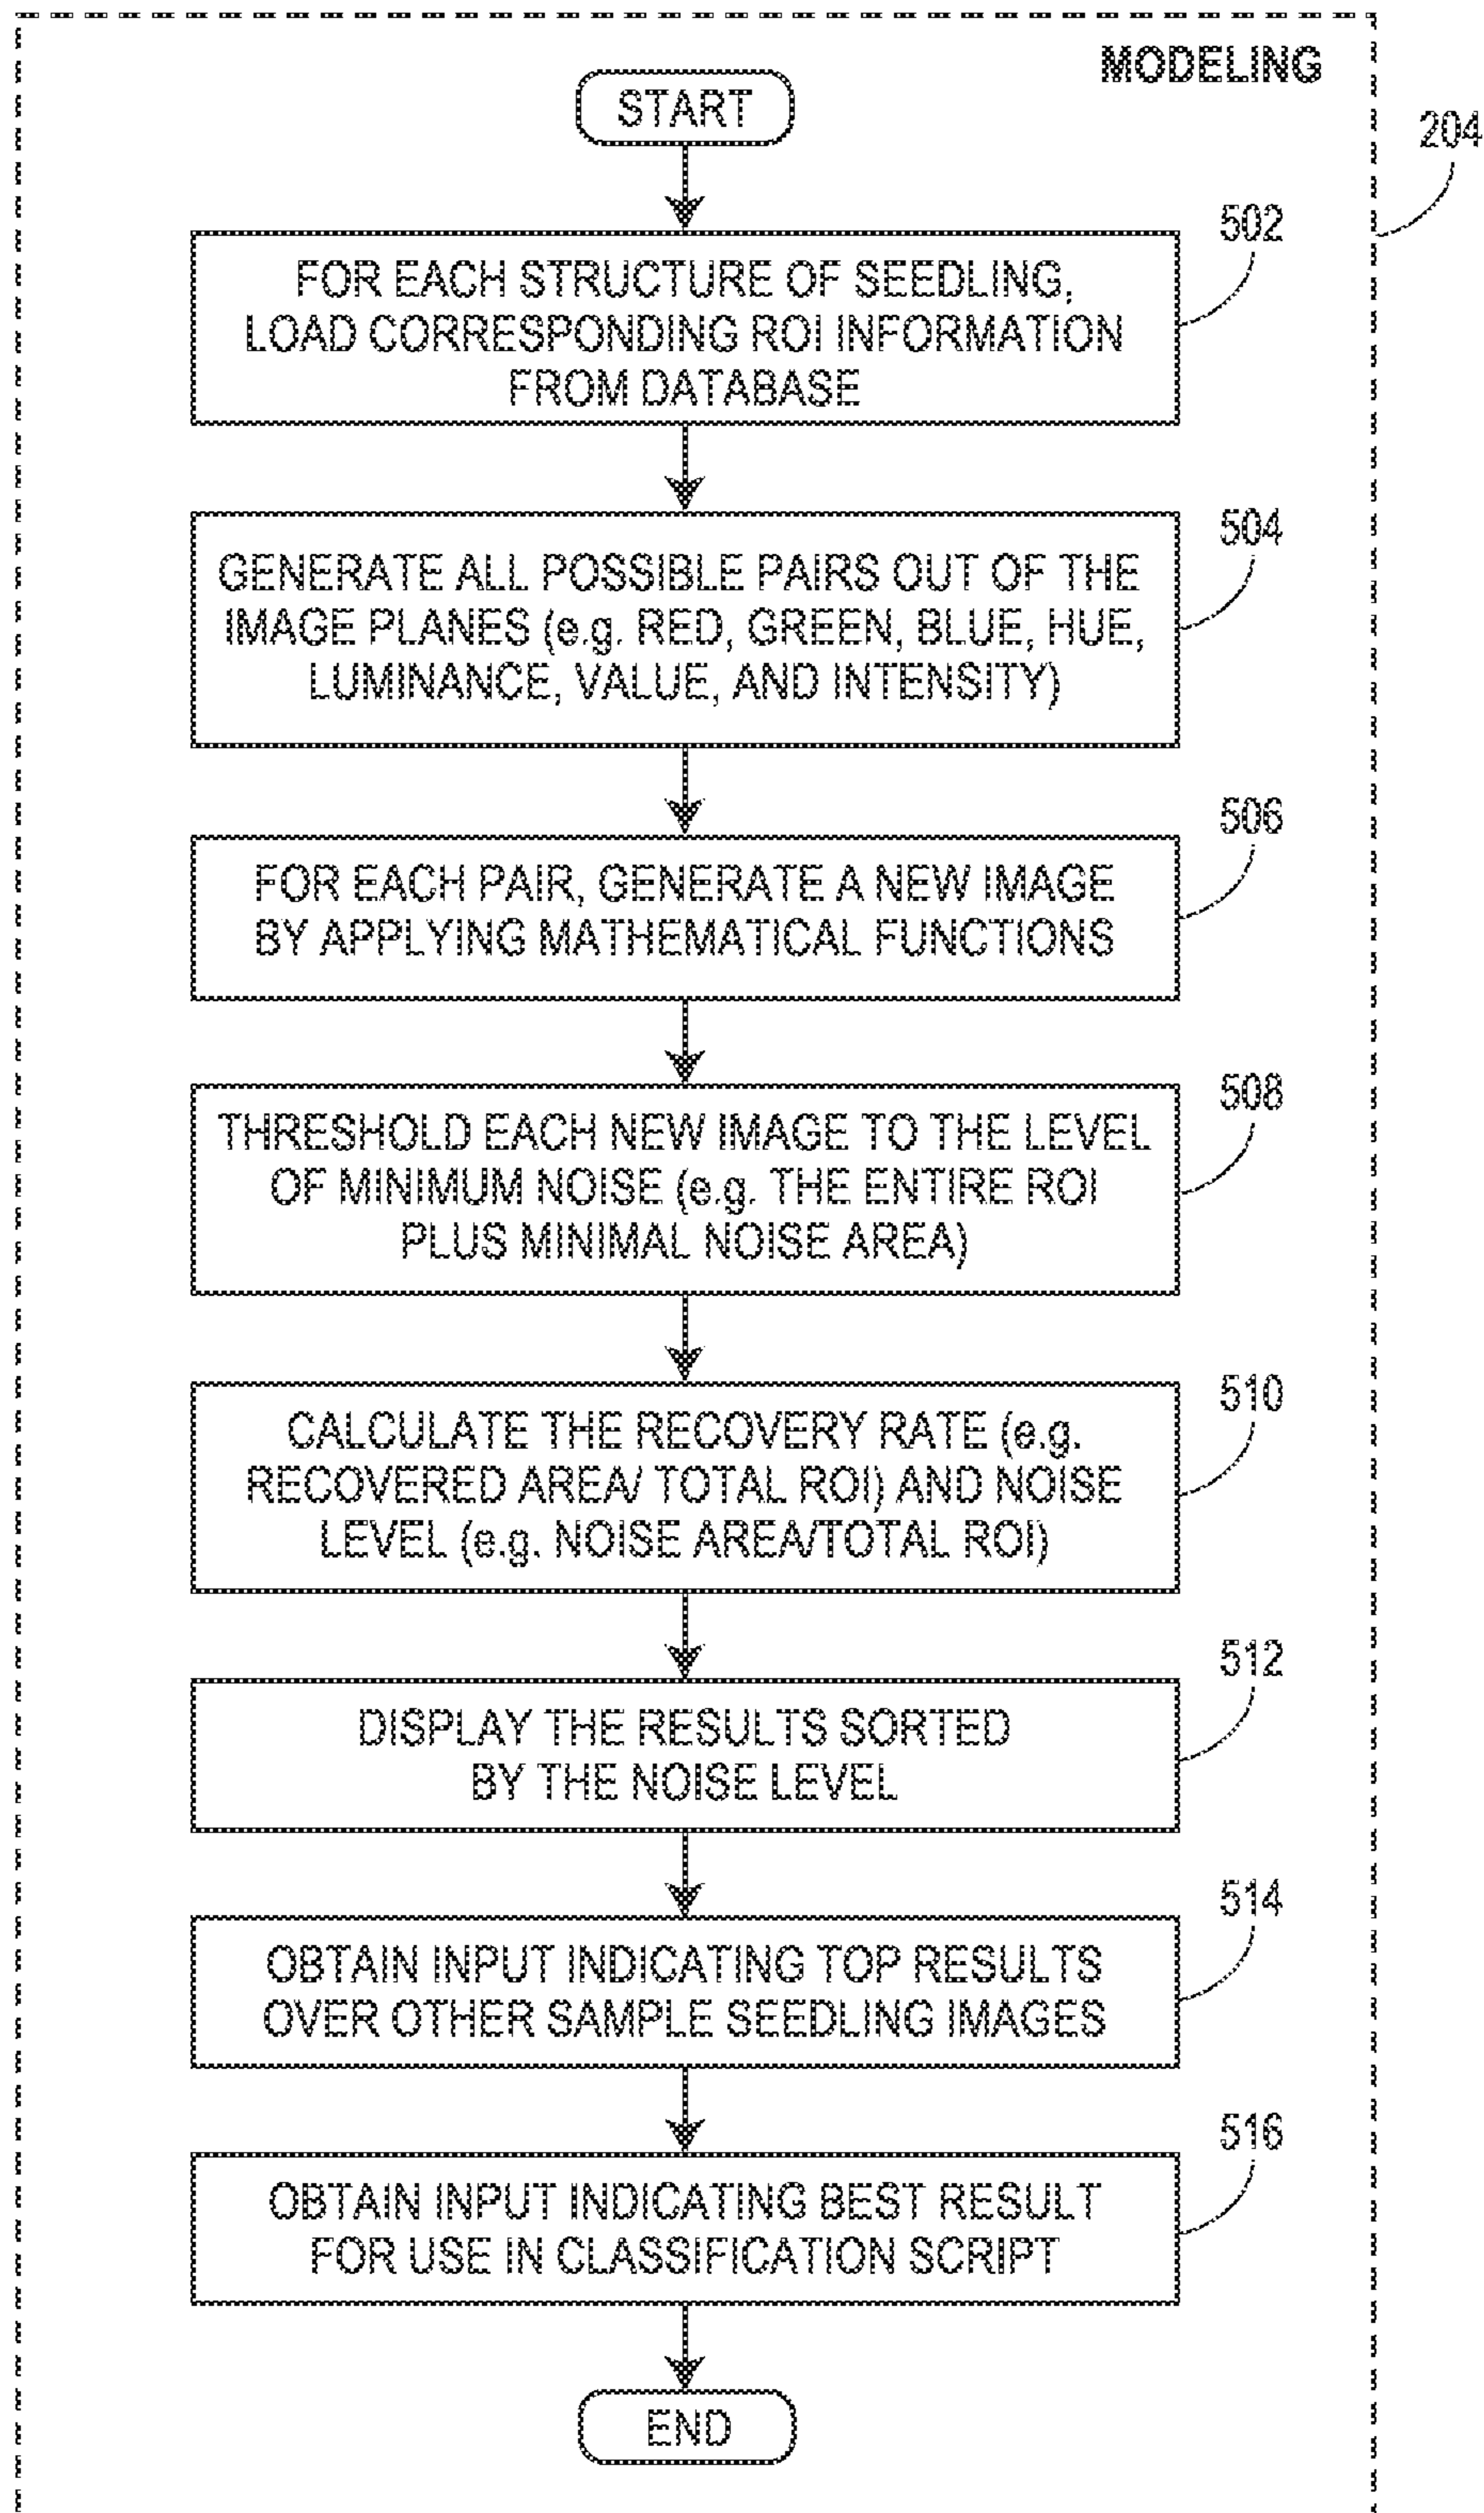 MODELING
START
204
502
FOR EACH STRUCTURE OF SEEDLING,
LOAD CORRESPONDING ROI INFORMATION
FROM DATABASE
504
GENERATE ALL POSSIBLE PAIRS OUT OF THE
IMAGE PLANES (e.g. RED, GREEN, BLUE, HUE,
LUMINANCE, VALUE, AND INTENSITY)
506
FOR EACH PAIR, GENERATE A NEW IMAGE
BY APPLYING MATHEMATICAL FUNCTIONS
508
THRESHOLD EACH NEW IMAGE TO THE LEVEL
OF MINIMUM NOISE (e.g. THE ENTIRE ROI
PLUS MINIMAL NOISE AREA)
510
CALCULATE THE RECOVERY RATE (e.g.
RECOVERED AREA/ TOTAL ROI) AND NOISE
LEVEL (e.g. NOISE AREA/TOTAL ROI)
512
DISPLAY THE RESULTS SORTED
BY THE NOISE LEVEL
514
OBTAIN INPUT INDICATING TOP RESULTS
OVER OTHER SAMPLE SEEDLING IMAGES
516
OBTAIN INPUT INDICATING BEST RESULT
FOR USE IN CLASSIFICATION SCRIPT
END